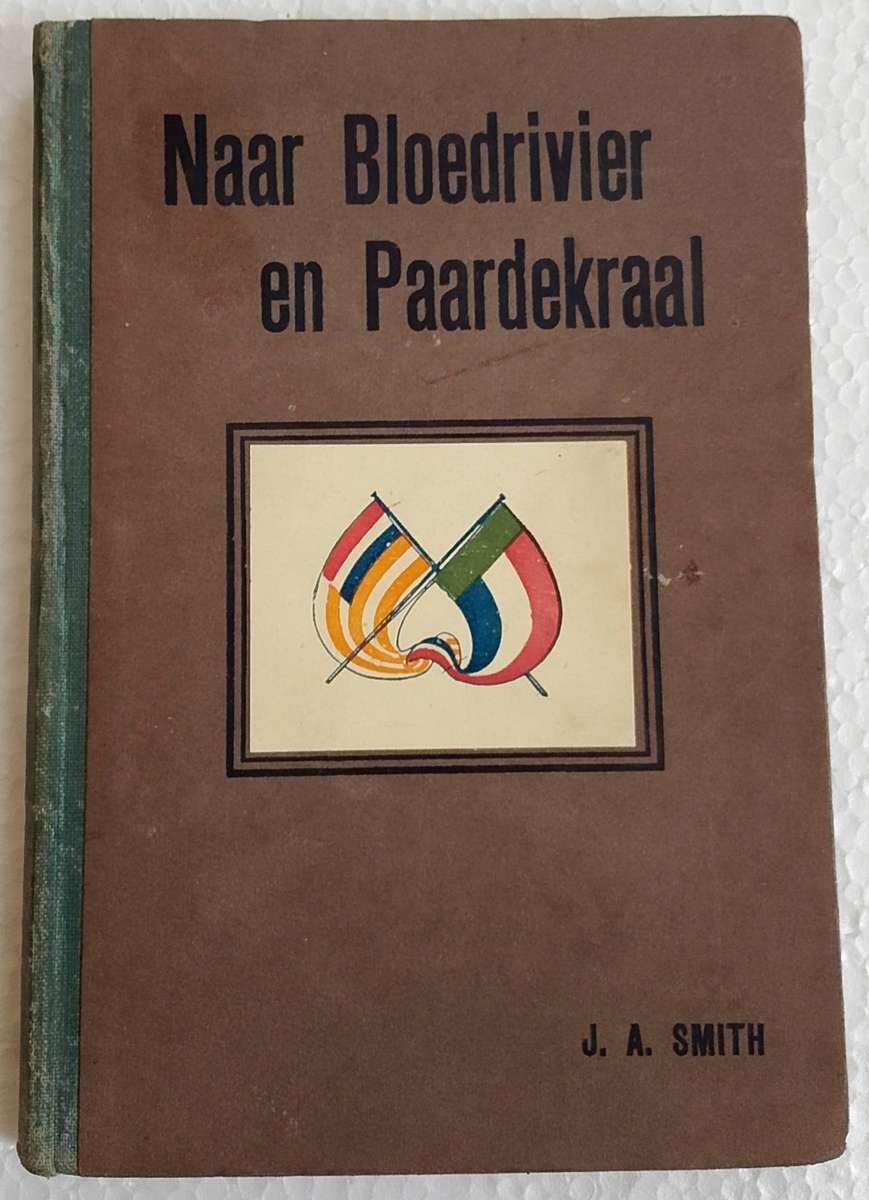 Naar Bloedrivier
en Paardekraal
J. A. SMITH